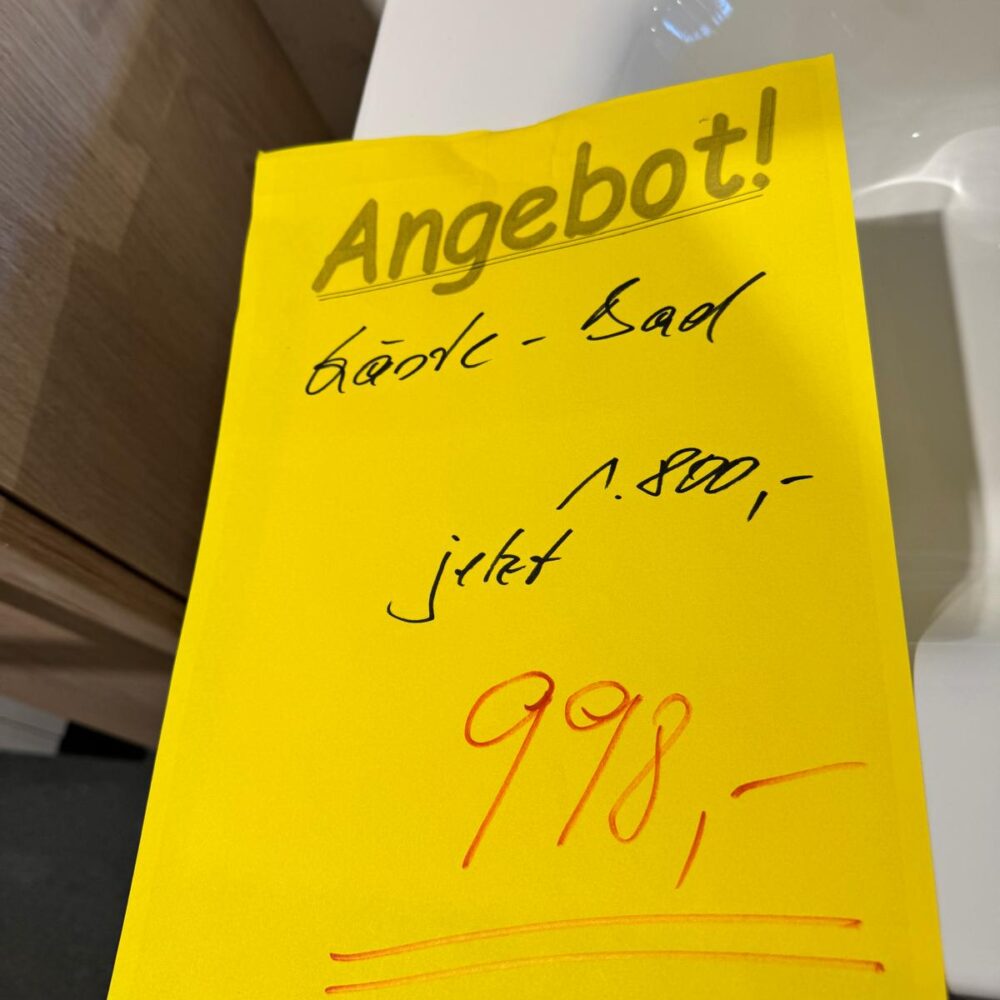 Angebot!
Gäste - Bad
1.800,-
jetzt
998,-